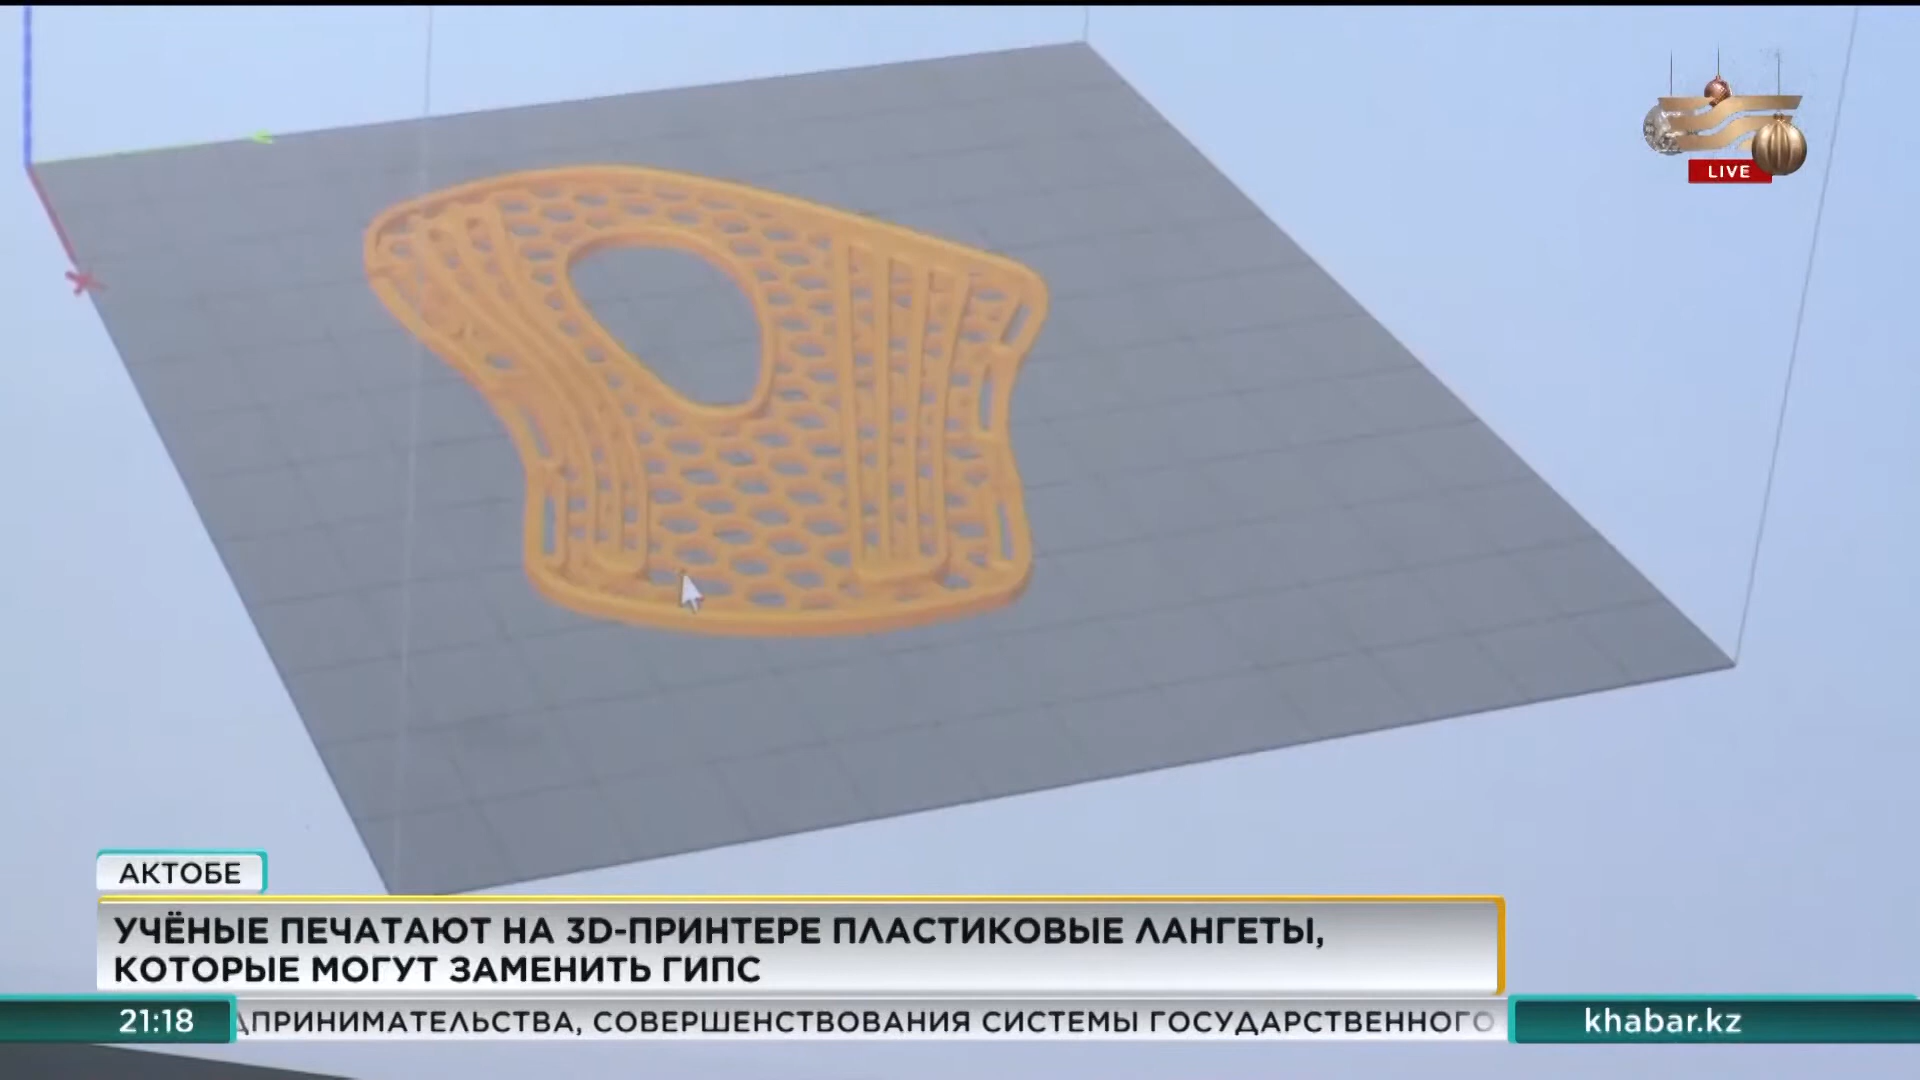 LIVE
АКТОБЕ
УЧЁНЫЕ ПЕЧАТАЮТ НА 3D-ПРИНТЕРЕ ПЛАСТИКОВЫЕ ЛАНГЕТЫ,
КОТОРЫЕ МОГУТ ЗАМЕНИТЬ ГИПС
21:18 ДПРИНИМАТЕЛЬСТВА, СОВЕРШЕНСТВОВАНИЯ СИСТЕМЫ ГОСУДАРСТВЕННОГО khabar.kz